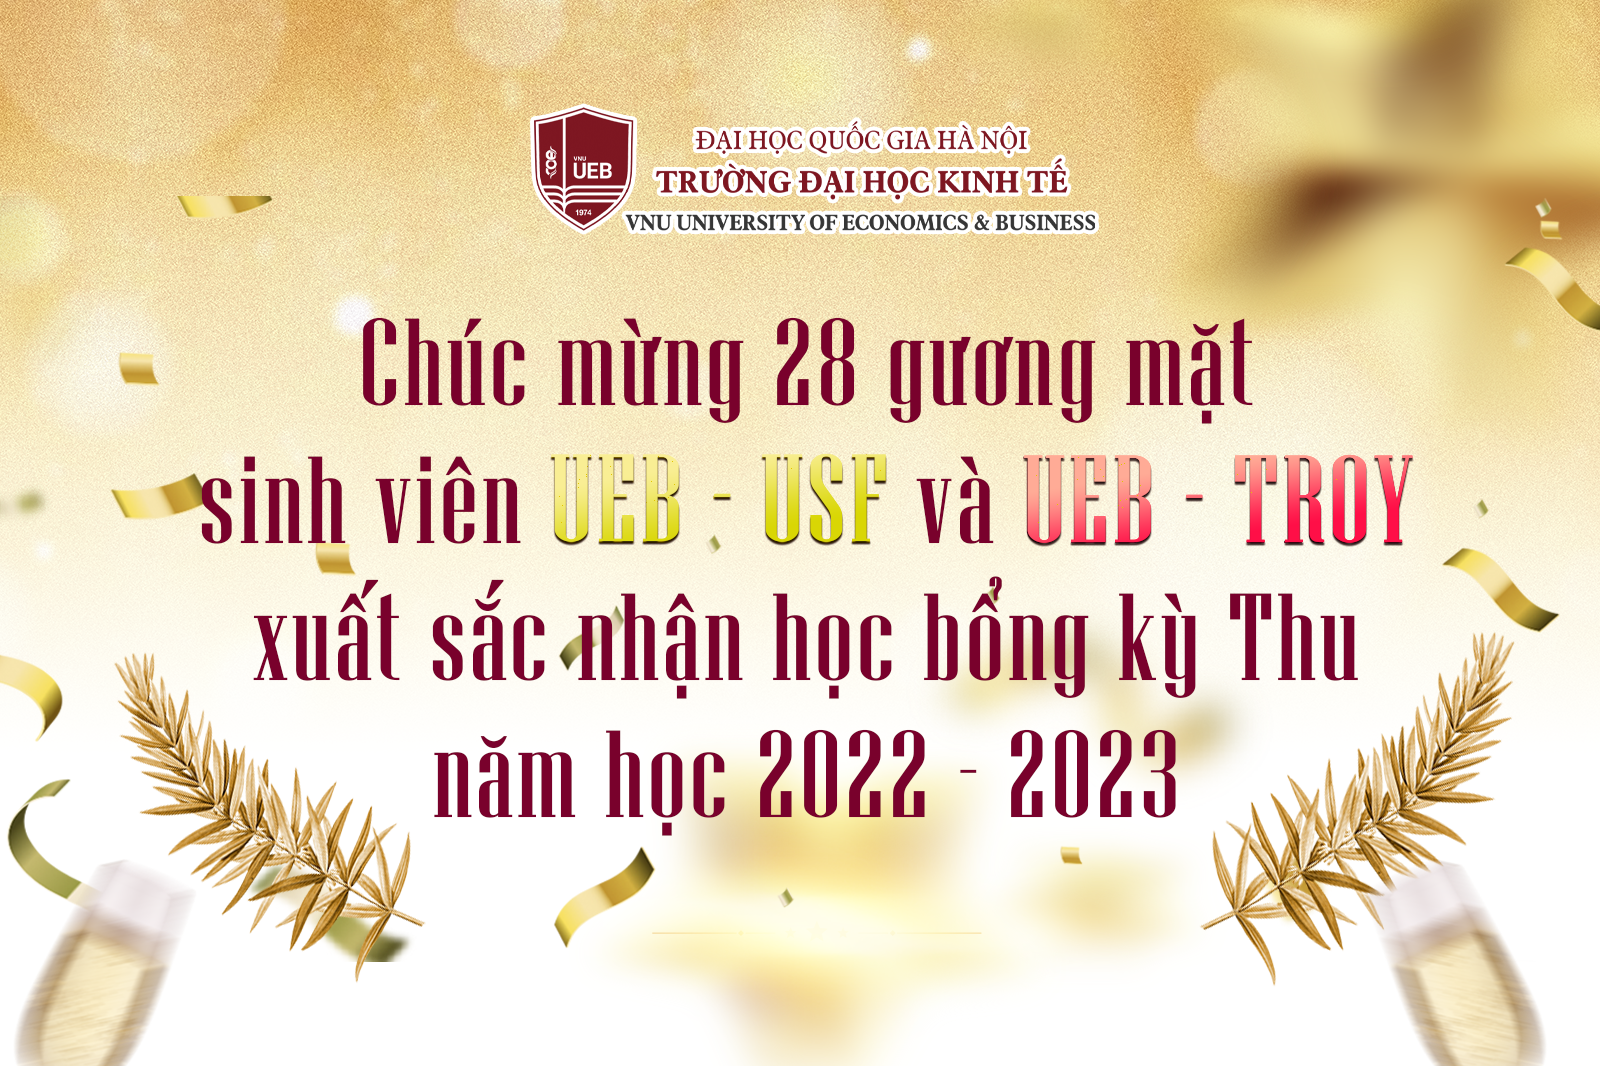 VNU
UEB
1974
ĐẠI HỌC QUỐC GIA HÀ NỘI
TRƯỜNG ĐẠI HỌC KINH TẾ
VNU UNIVERSITY OF ECONOMICS & BUSINESS
Chúc mừng 28 gương mặt
sinh viên UEB - USF và UEB - TROY
xuất sắc nhận học bổng kỳ Thu
năm học 2022 - 2023